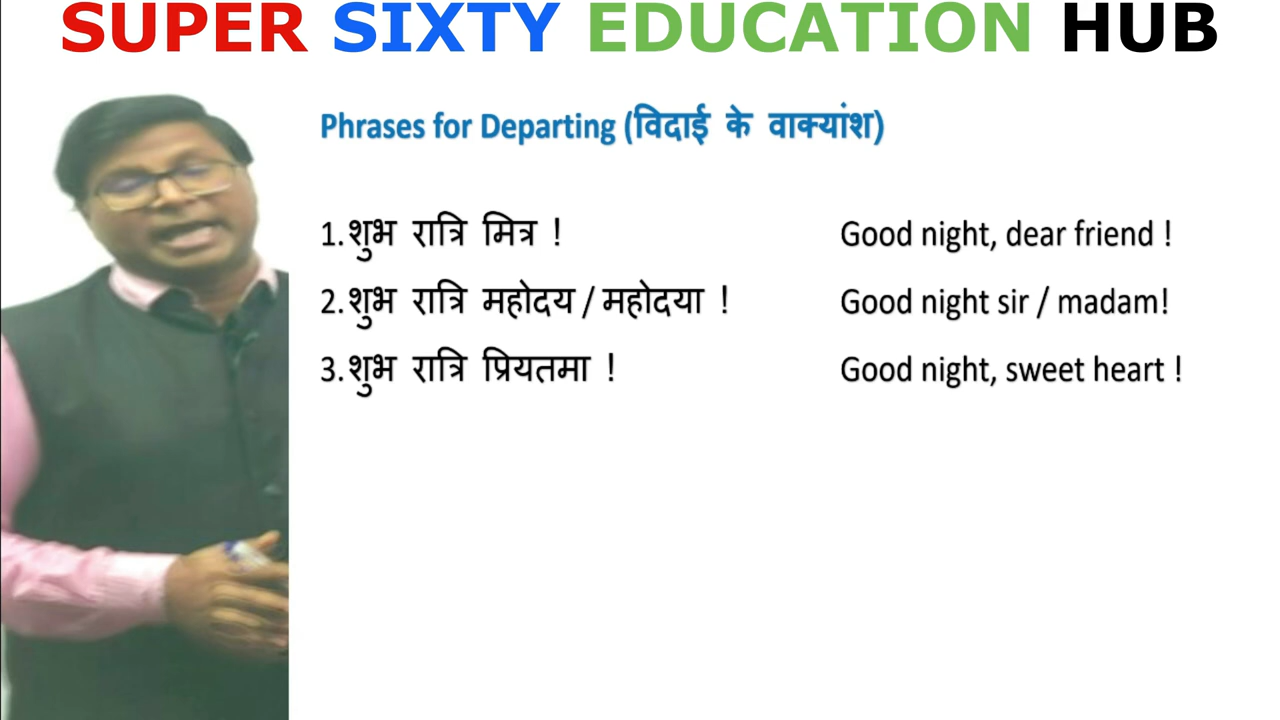 SUPER SIXTY EDUCATION HUB
Phrases for Departing (विदाई के वाक्यांश)
1.शुभ रात्रि मित्र ! Good night, dear friend !
2.शुभ रात्रि महोदय / महोदया ! Good night sir / madam!
3.शुभ रात्रि प्रियतमा ! Good night, sweet heart !